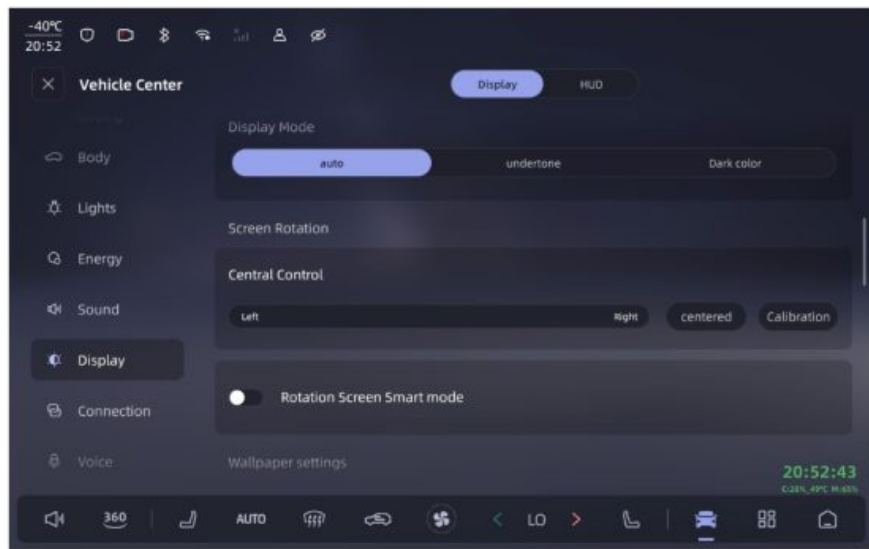 -40℃
20:52
Vehicle Center
Display
HUD
Display Mode
Body
auto
undertone
Dark color
Lights
Screen Rotation
Energy
Central Control
Sound
Left
Right
centered
Calibration
Display
Rotation Screen Smart mode
Connection
Voice
Wallpaper settings
20:52:43
360
AUTO
LO